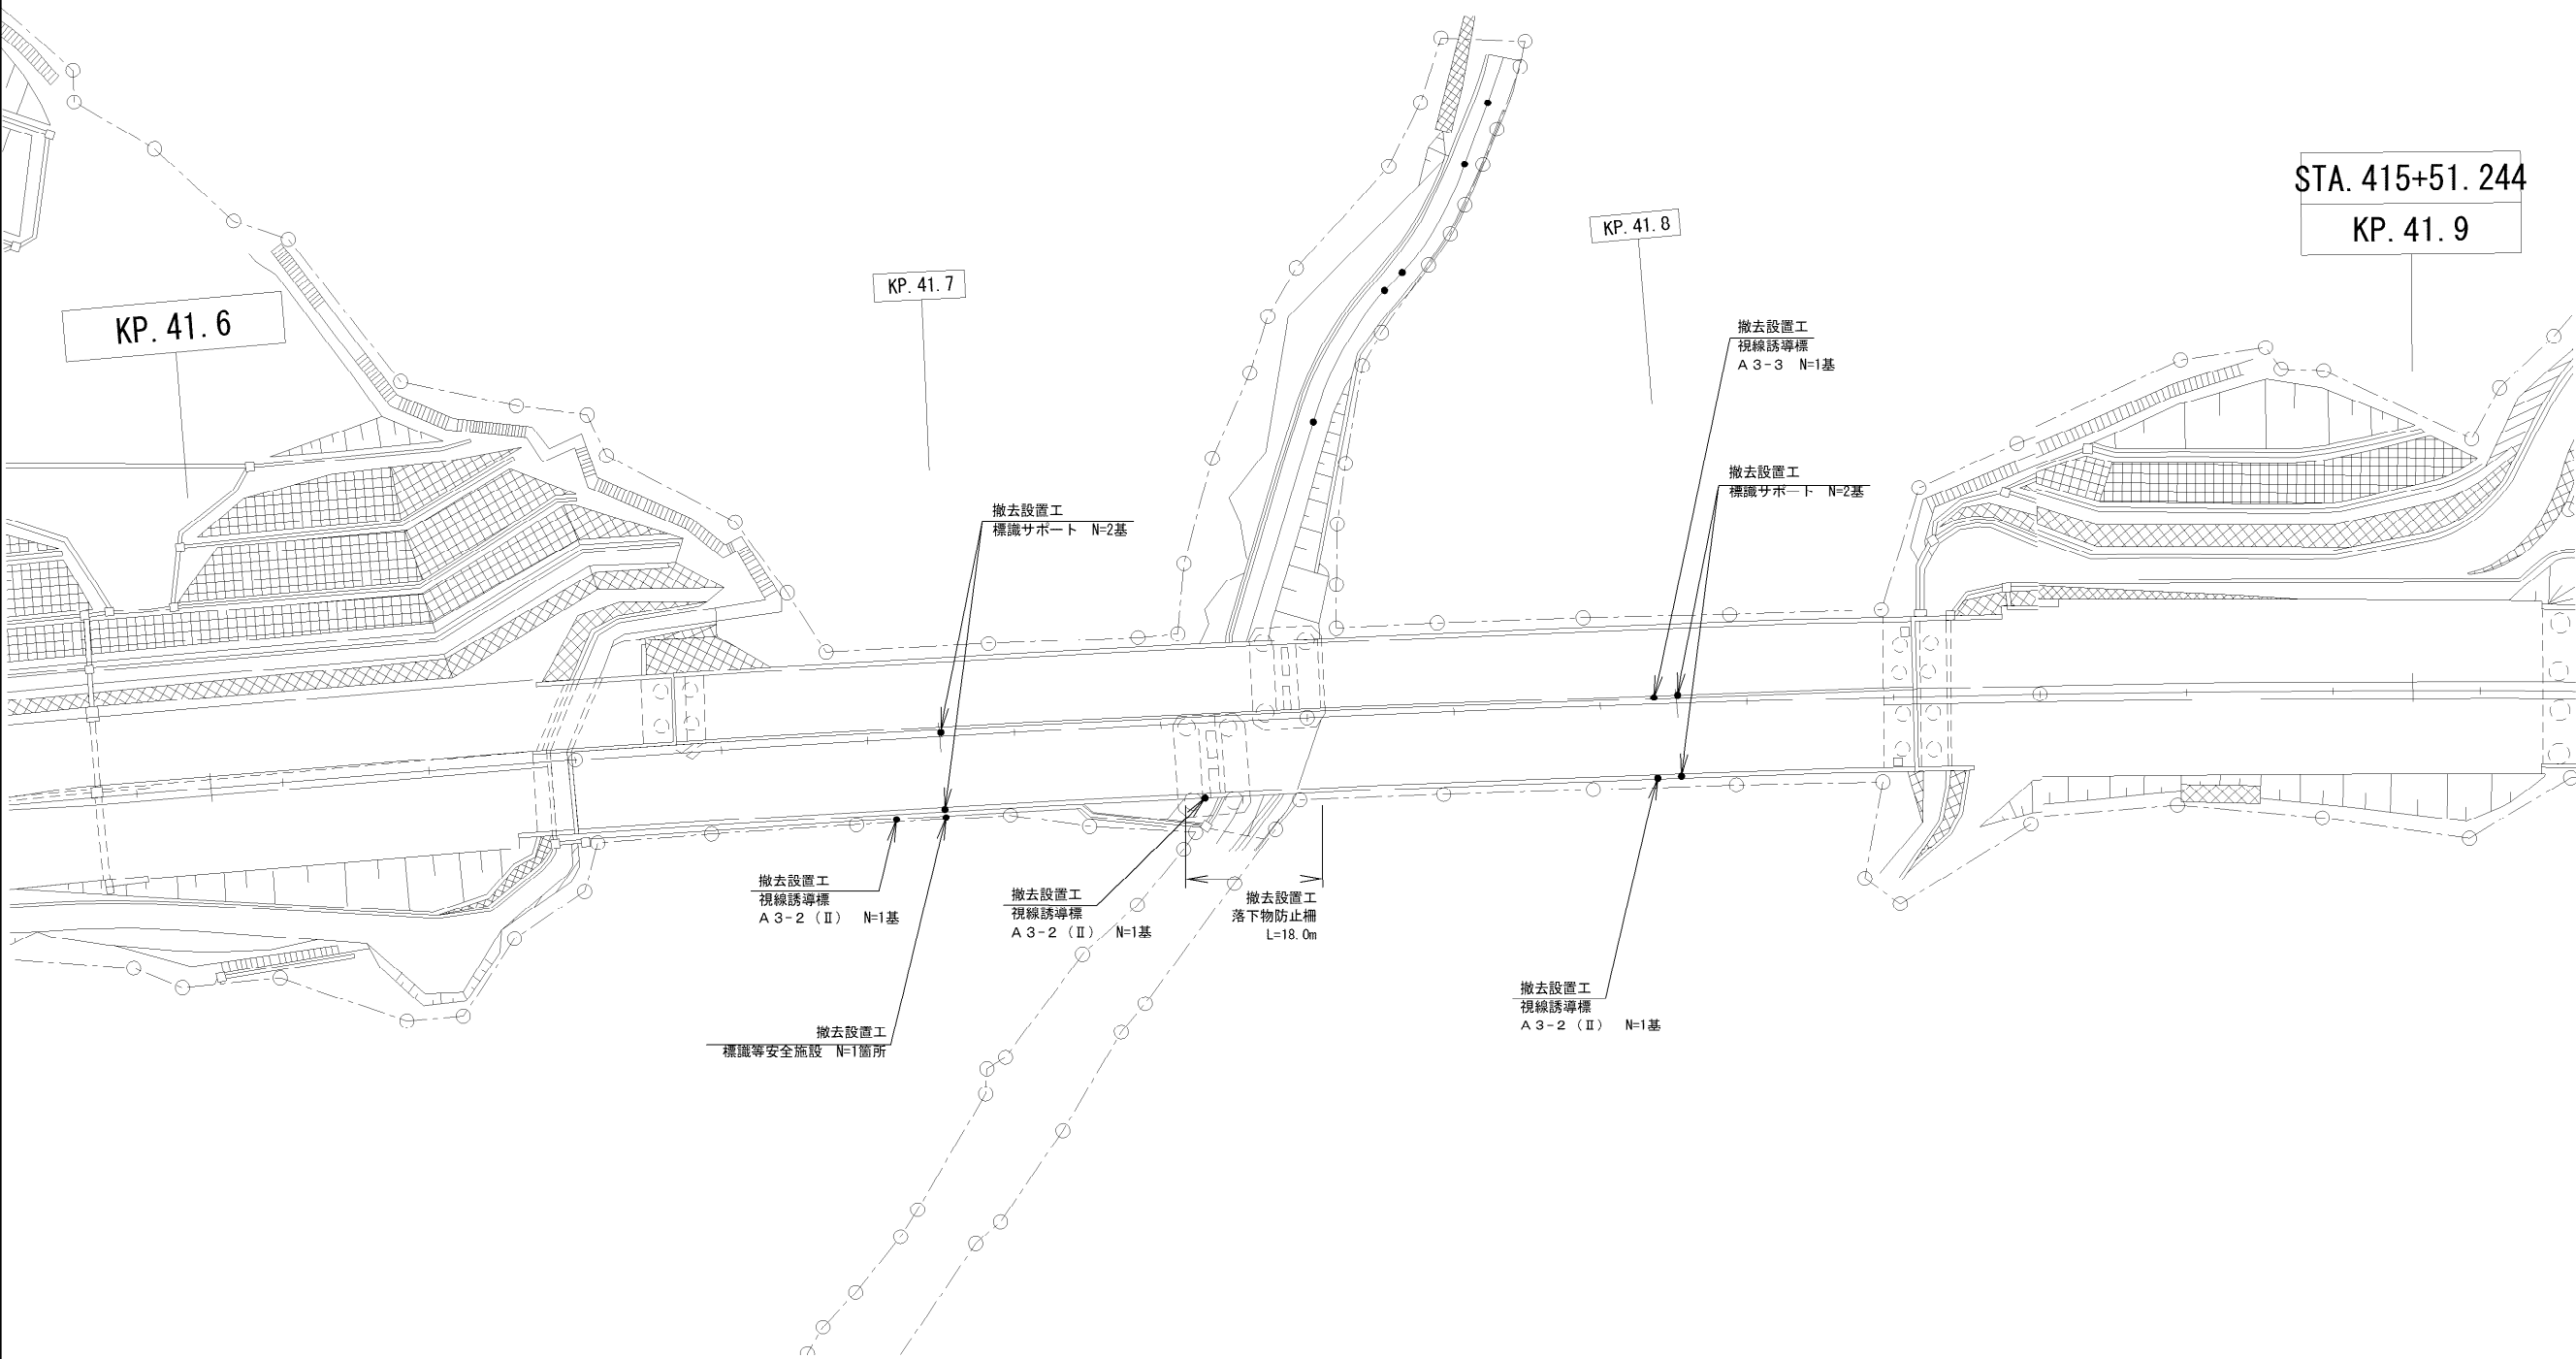 STA. 415+51. 244
KP. 41. 9
KP. 41. 8
KP. 41. 7
KP. 41. 6
撤去設置工
視線誘導標
Ａ３-３　N=1基
撤去設置工
標識サポート　N=2基
撤去設置工
標識サポート　N=2基
撤去設置工
視線誘導標
Ａ３-２（Ⅱ）　N=1基
撤去設置工
視線誘導標
Ａ３-２（Ⅱ）　N=1基
撤去設置工
落下物防止柵
L=18. 0m
撤去設置工
視線誘導標
Ａ３-２（Ⅱ）　N=1基
撤去設置工
標識等安全施設　N=1箇所